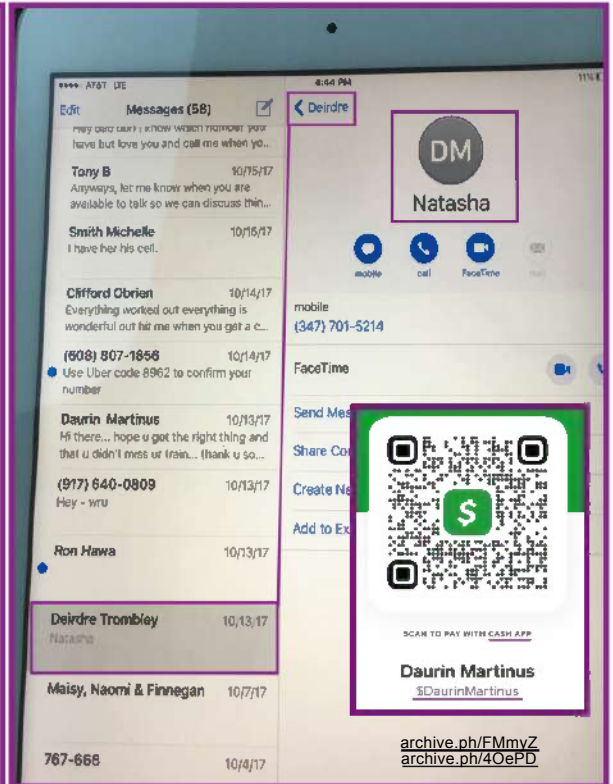 AT&T LTE
8:44 PM
11%
Edit
Messages (58)
have but love you and call me when yo...
Tony B
10/15/17
Anyways, let me know when you are
available to talk so we can discuss thin...
Smith Michelle
10/15/17
I have her his cell.
Clifford Obrien
10/14/17
Everything worked out everything is
wonderful out hit me when you get a c...
(608) 807-1856
10/14/17
Use Uber code 8962 to confirm your
number
Daurin Martinus
10/13/17
Hi there... hope u got the right thing and
that u didn't miss ur train... thank u so...
(917) 640-0809
10/13/17
Hey - wru
Ron Hawa
10/13/17
Deirdre Trombley
10/13/17
Natasha
Maisy, Naomi & Finnegan
10/7/17
767-666
10/4/17
Deirdre
DM
Natasha
mobile
call
FaceTime
mobile
(347) 701-5214
FaceTime
Send Mes
Share Co
Create Ne
Add to Ex
$
SCAN TO PAY WITH CASH APP
Daurin Martinus
$DaurinMartinus
archive.ph/FMmyZ
archive.ph/4OePD